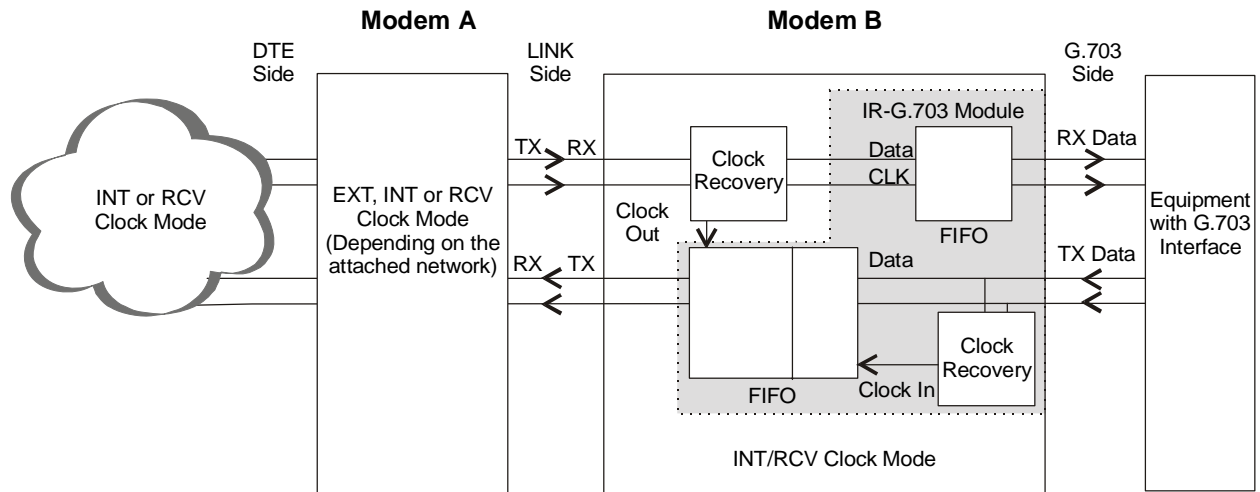 Modem A
Modem B
DTE
Side
LINK
Side
G.703
Side
INT or RCV
Clock Mode
EXT, INT or RCV
Clock Mode
(Depending on the
attached network)
TX
RX
Clock
Recovery
IR-G.703 Module
Data
CLK
FIFO
RX Data
Clock
Out
RX
TX
Data
TX Data
FIFO
Clock In
Clock
Recovery
INT/RCV Clock Mode
Equipment
with G.703
Interface